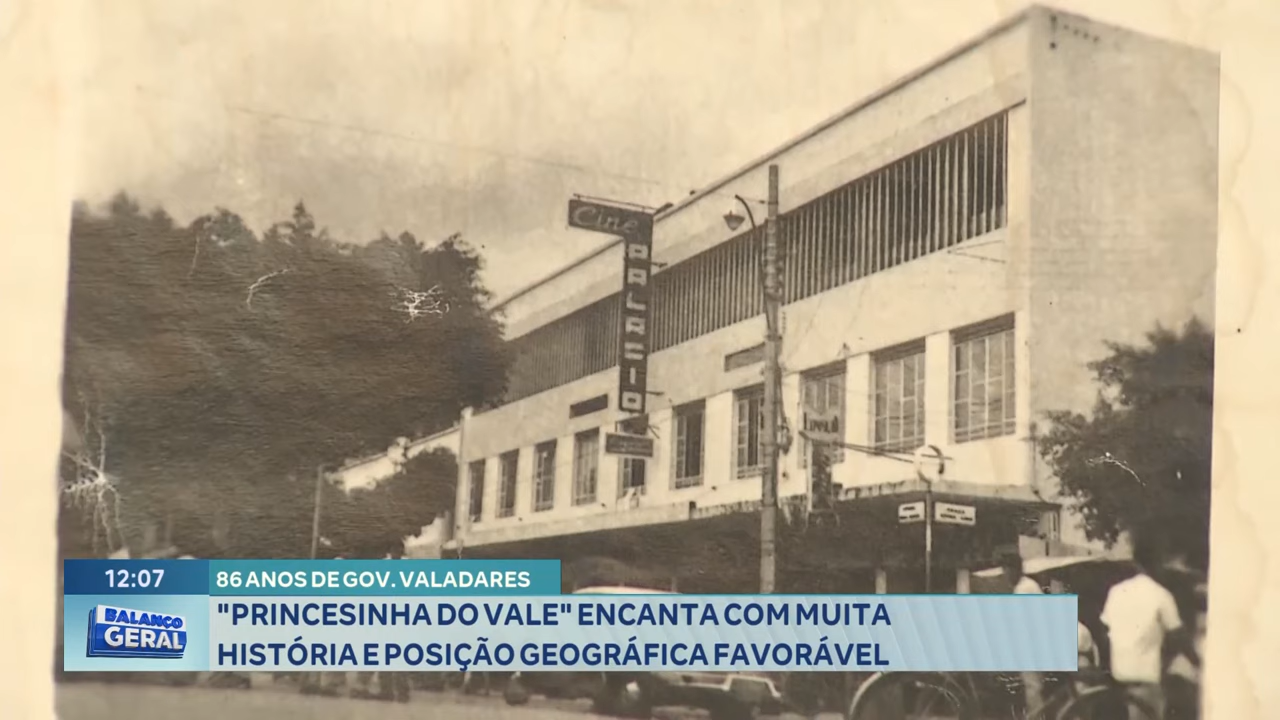 Cine
PALACIO
12:07
86 ANOS DE GOV. VALADARES
BALANÇO
GERAL
"PRINCESINHA DO VALE" ENCANTA COM MUITA
HISTÓRIA E POSIÇÃO GEOGRÁFICA FAVORÁVEL